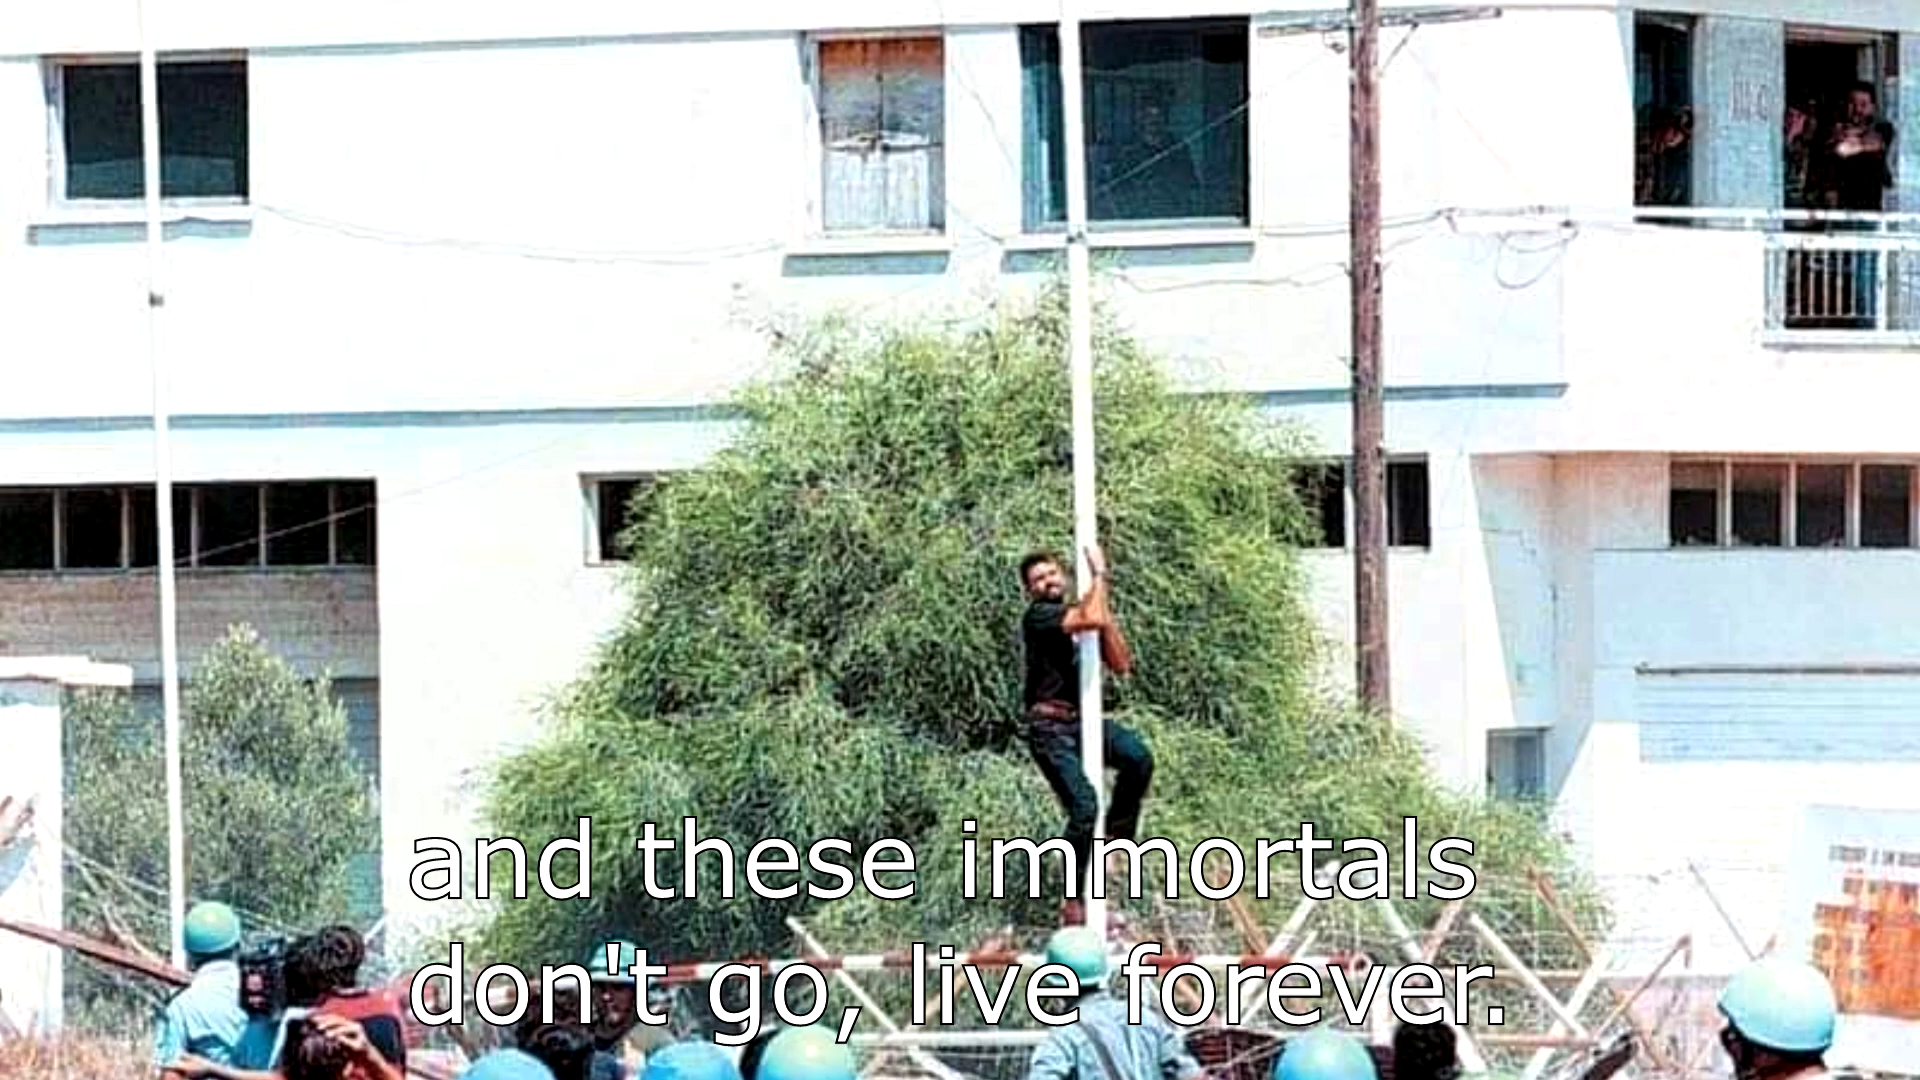 and these immortals
don't go, live forever.